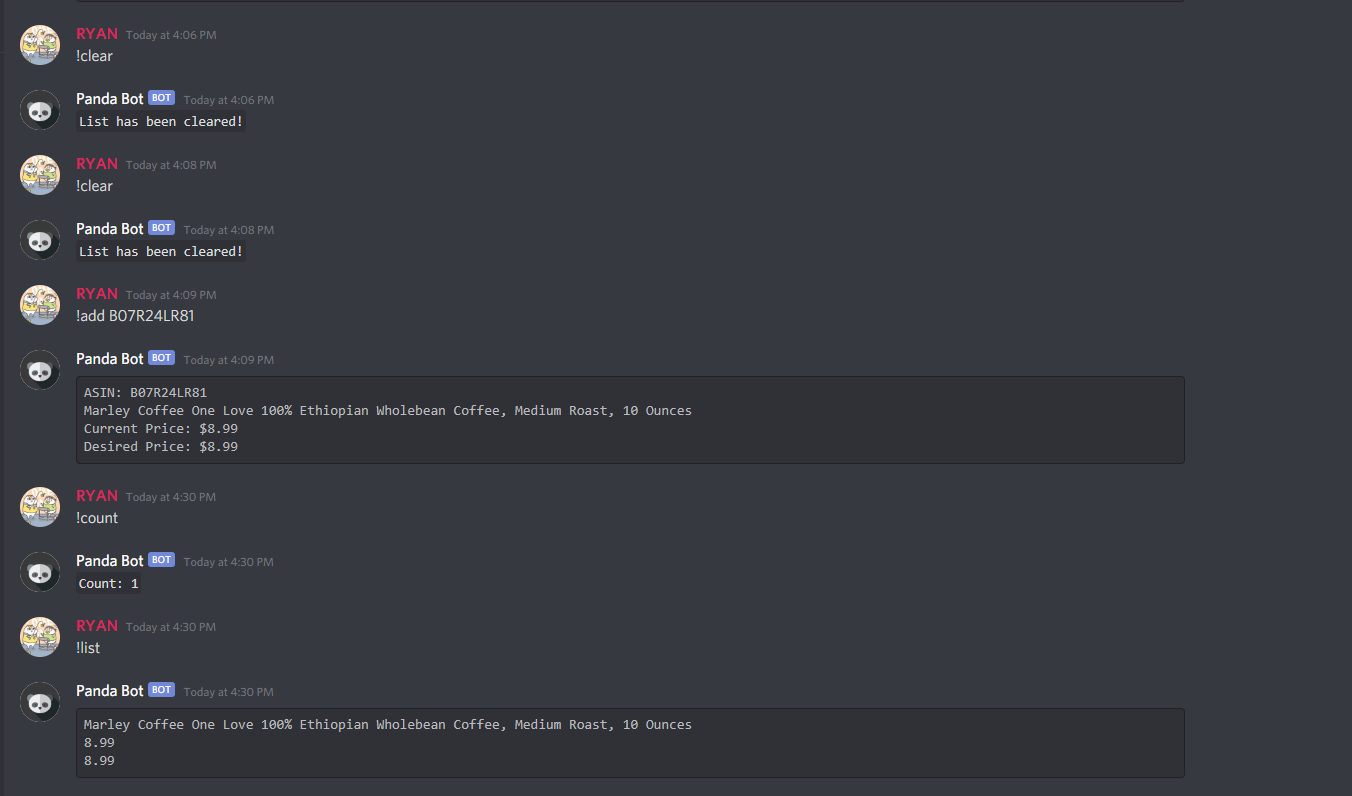 RYAN Today at 4:06 PM
!clear
Panda Bot BOT Today at 4:06 PM
List has been cleared!
RYAN Today at 4:08 PM
!clear
Panda Bot BOT Today at 4:08 PM
List has been cleared!
RYAN Today at 4:09 PM
!add B07R24LR81
Panda Bot BOT Today at 4:09 PM
ASIN: B07R24LR81
Marley Coffee One Love 100% Ethiopian Wholebean Coffee, Medium Roast, 10 Ounces
Current Price: $8.99
Desired Price: $8.99
RYAN Today at 4:30 PM
!count
Panda Bot BOT Today at 4:30 PM
Count: 1
RYAN Today at 4:30 PM
!list
Panda Bot BOT Today at 4:30 PM
Marley Coffee One Love 100% Ethiopian Wholebean Coffee, Medium Roast, 10 Ounces
8.99
8.99